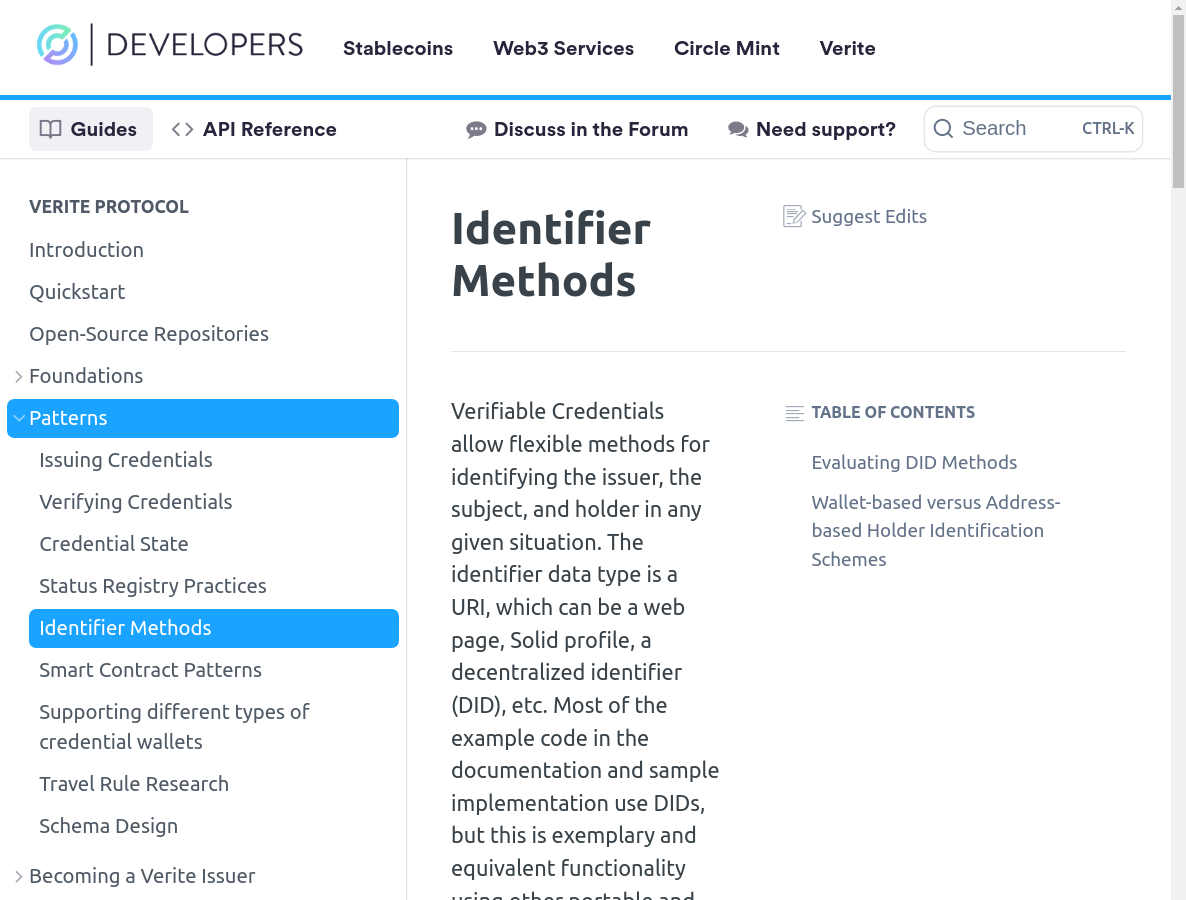 DEVELOPERS
Stablecoins
Web3 Services
Circle Mint
Verite
Guides
API Reference
Discuss in the Forum
Need support?
Search
CTRL-K
VERITE PROTOCOL
Introduction
Quickstart
Open-Source Repositories
Foundations
Patterns
Issuing Credentials
Verifying Credentials
Credential State
Status Registry Practices
Identifier Methods
Smart Contract Patterns
Supporting different types of
credential wallets
Travel Rule Research
Schema Design
Becoming a Verite Issuer
Identifier
Methods
Suggest Edits
Verifiable Credentials
allow flexible methods for
identifying the issuer, the
subject, and holder in any
given situation. The
identifier data type is a
URI, which can be a web
page, Solid profile, a
decentralized identifier
(DID), etc. Most of the
example code in the
documentation and sample
implementation use DIDs,
but this is exemplary and
equivalent functionality
using other portable and
TABLE OF CONTENTS
Evaluating DID Methods
Wallet-based versus Address-
based Holder Identification
Schemes